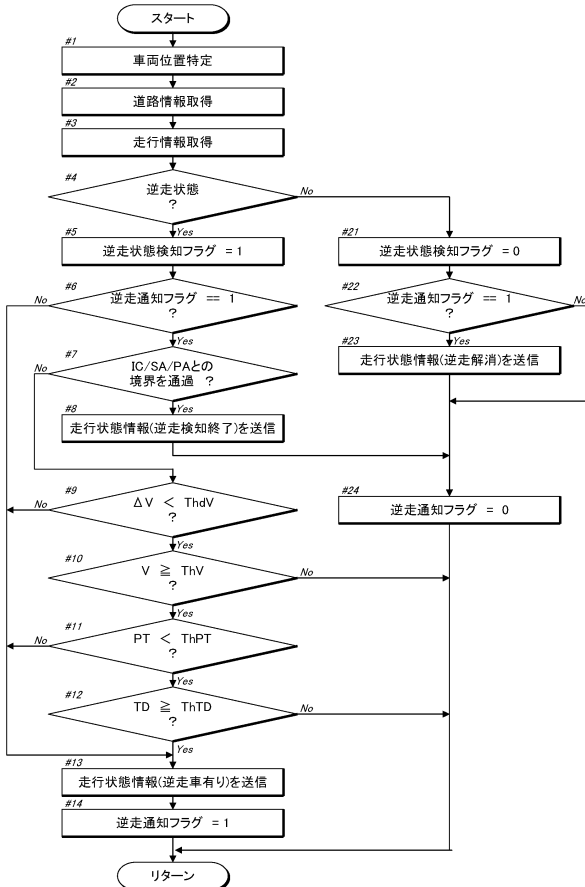 スタート
#1
車両位置特定
#2
道路情報取得
#3
走行情報取得
#4
逆走状態
?
No
Yes
#5
逆走状態検知フラグ = 1
#21
逆走状態検知フラグ = 0
#6
逆走通知フラグ == 1
?
No
Yes
#22
逆走通知フラグ == 1
?
No
Yes
#7
IC/SA/PAとの
境界を通過 ?
No
Yes
#23
走行状態情報(逆走解消)を送信
#8
走行状態情報(逆走検知終了)を送信
#9
ΔV < ThdV
?
No
Yes
#24
逆走通知フラグ = 0
#10
V ≧ ThV
?
No
Yes
#11
PT < ThPT
?
No
Yes
#12
TD ≧ ThTD
?
No
Yes
#13
走行状態情報(逆走車有り)を送信
#14
逆走通知フラグ = 1
リターン